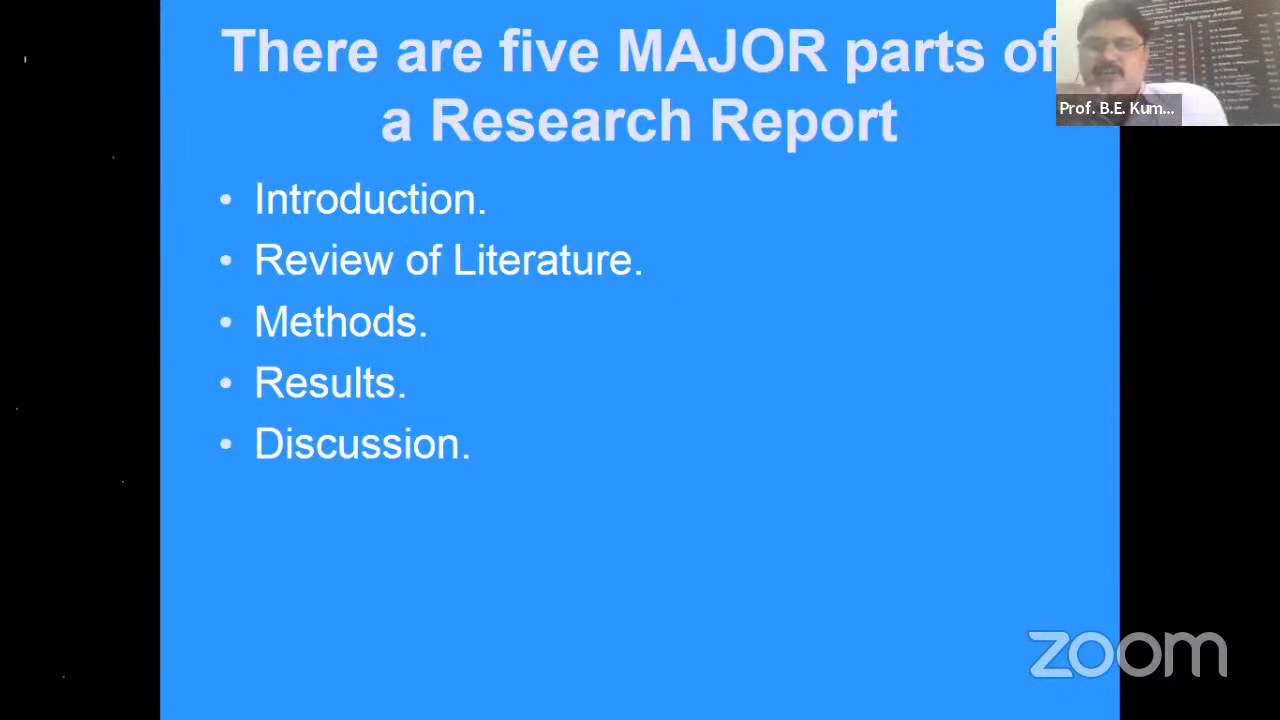 There are five MAJOR parts of
a Research Report
• Introduction.
• Review of Literature.
• Methods.
• Results.
• Discussion.
Prof. B.E. Kum...
zoom